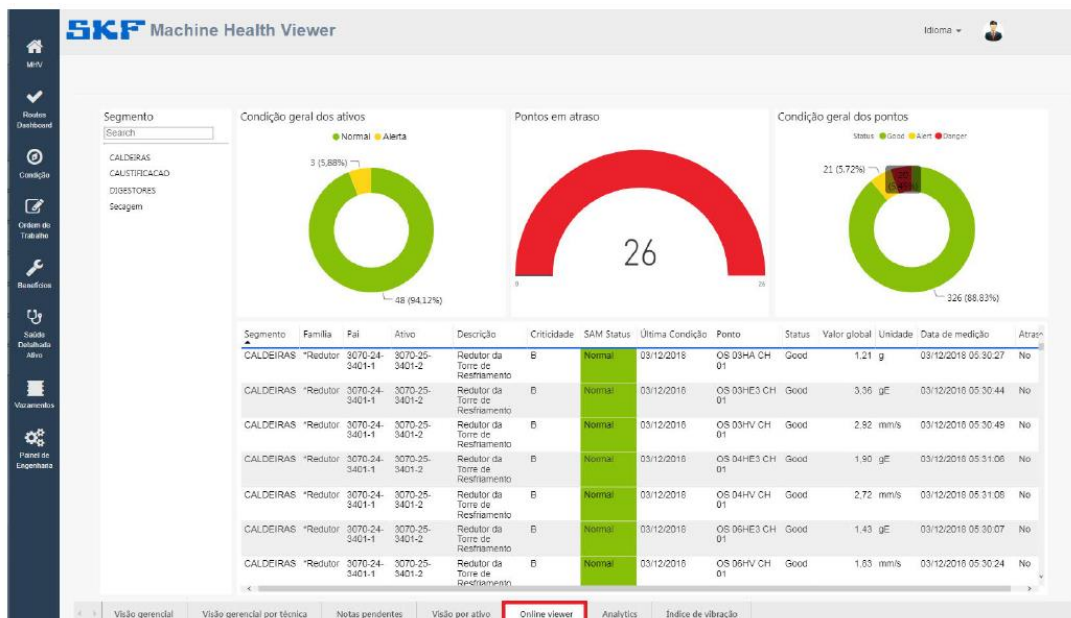 SKF Machine Health Viewer
Idioma
MHV
Routes
Dashboard
Condição
Ordem de
Trabalho
Benefícios
Saúde
Detalhada
Ativo
Vazamentos
Painel de
Engenharia
Segmento
Search
CALDEIRAS
CAUSTIFICACAO
DIGESTORES
Secagem
Condição geral dos ativos
Normal Alerta
3 (5,88%)
48 (94,12%)
Pontos em atraso
26
0
26
Condição geral dos pontos
Status Good Alert Danger
21 (5,72%)
20
326 (88,83%)
Segmento Família Pai Ativo Descrição Criticidade SAM Status Última Condição Ponto Status Valor global Unidade Data de medição Atras
CALDEIRAS *Redutor 3070-24- 3070-25- Redutor da B Normal 03/12/2018 OS 03HA CH Good 1,21 g 03/12/2018 05:30:27 No
3401-1 3401-2 Torre de 01
Resfriamento
CALDEIRAS *Redutor 3070-24- 3070-25- Redutor da B Normal 03/12/2018 OS 03HE3 CH Good 3,36 gE 03/12/2018 05:30:44 No
3401-1 3401-2 Torre de 01
Resfriamento
CALDEIRAS *Redutor 3070-24- 3070-25- Redutor da B Normal 03/12/2018 OS 03HV CH Good 2,92 mm/s 03/12/2018 05:30:49 No
3401-1 3401-2 Torre de 01
Resfriamento
CALDEIRAS *Redutor 3070-24- 3070-25- Redutor da B Normal 03/12/2018 OS 04HE3 CH Good 1,90 gE 03/12/2018 05:31:06 No
3401-1 3401-2 Torre de 01
Resfriamento
CALDEIRAS *Redutor 3070-24- 3070-25- Redutor da B Normal 03/12/2018 OS 04HV CH Good 2,72 mm/s 03/12/2018 05:31:08 No
3401-1 3401-2 Torre de 01
Resfriamento
CALDEIRAS *Redutor 3070-24- 3070-25- Redutor da B Normal 03/12/2018 OS 06HE3 CH Good 1,43 gE 03/12/2018 05:30:07 No
3401-1 3401-2 Torre de 01
Resfriamento
CALDEIRAS *Redutor 3070-24- 3070-25- Redutor da B Normal 03/12/2018 OS 06HV CH Good 1,63 mm/s 03/12/2018 05:30:24 No
3401-1 3401-2 Torre de 01
Resfriamento
Visão gerencial Visão gerencial por técnica Notas pendentes Visão por ativo Online viewer Analytics Índice de vibração